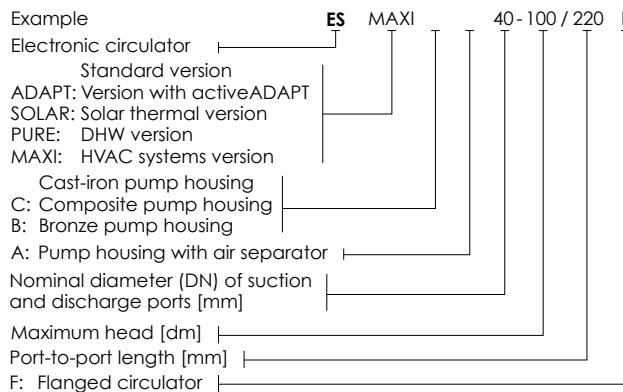 Example ES MAXI 40-100 / 220
Electronic circulator
Standard version
ADAPT: Version with activeADAPT
SOLAR: Solar thermal version
PURE: DHW version
MAXI: HVAC systems version
Cast-iron pump housing
C: Composite pump housing
B: Bronze pump housing
A: Pump housing with air separator
Nominal diameter (DN) of suction
and discharge ports [mm]
Maximum head [dm]
Port-to-port length [mm]
F: Flanged circulator